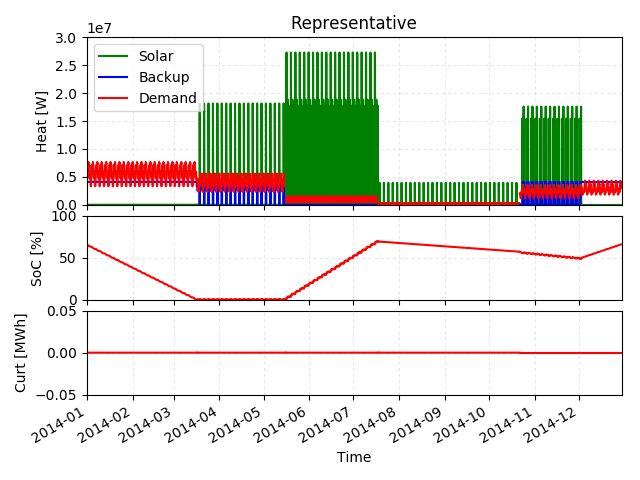 Representative
1e7
3.0
2.5
2.0
1.5
1.0
0.5
0.0
Heat [W]
Solar
Backup
Demand
100
50
0
SoC [%]
0.05
0.00
−0.05
Curt [MWh]
2014-01
2014-02
2014-03
2014-04
2014-05
2014-06
2014-07
2014-08
2014-09
2014-10
2014-11
2014-12
Time